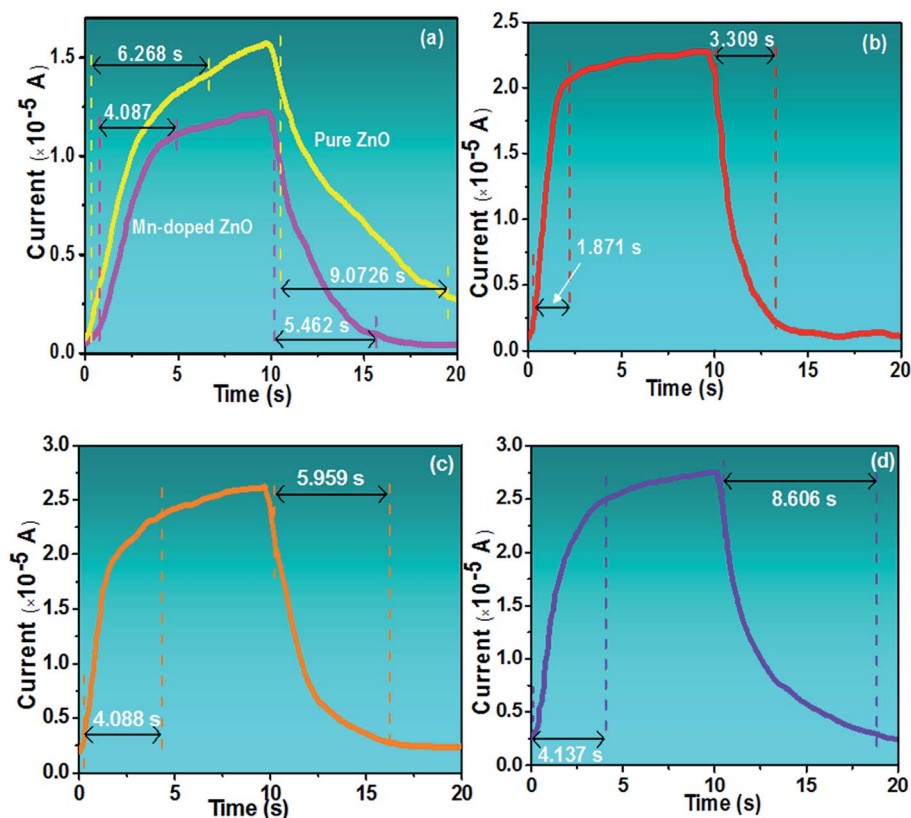 (a)
6.268 s
4.087
Pure ZnO
Mn-doped ZnO
9.0726 s
5.462 s
Current (×10⁻⁵ A)
1.5
1.0
0.5
0.0
0 5 10 15 20
Time (s)
(b)
3.309 s
1.871 s
Current (×10⁻⁵ A)
2.5
2.0
1.5
1.0
0.5
0.0
0 5 10 15 20
Time (s)
(c)
5.959 s
4.088 s
Current (×10⁻⁵ A)
3.0
2.5
2.0
1.5
1.0
0.5
0.0
0 5 10 15 20
Time (s)
(d)
8.606 s
4.137 s
Current (×10⁻⁵ A)
3.0
2.5
2.0
1.5
1.0
0.5
0.0
0 5 10 15 20
Time (s)